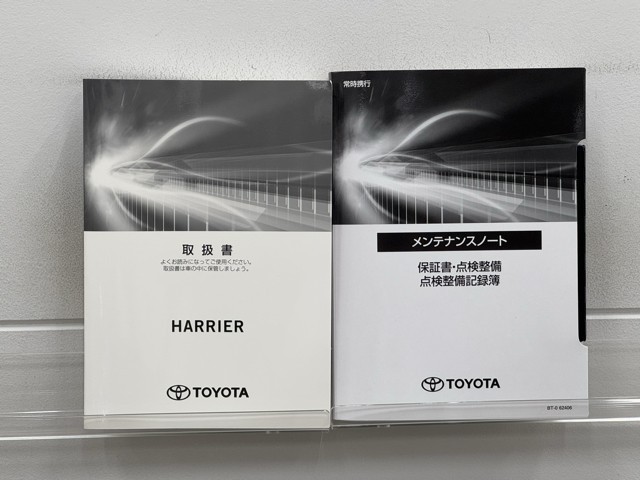 取扱書
よくお読みになってご使用ください。
取扱書は車の中に保管しましょう。
HARRIER
TOYOTA
常時携行
メンテナンスノート
保証書・点検整備
点検整備記録簿
TOYOTA
BT-E 62406